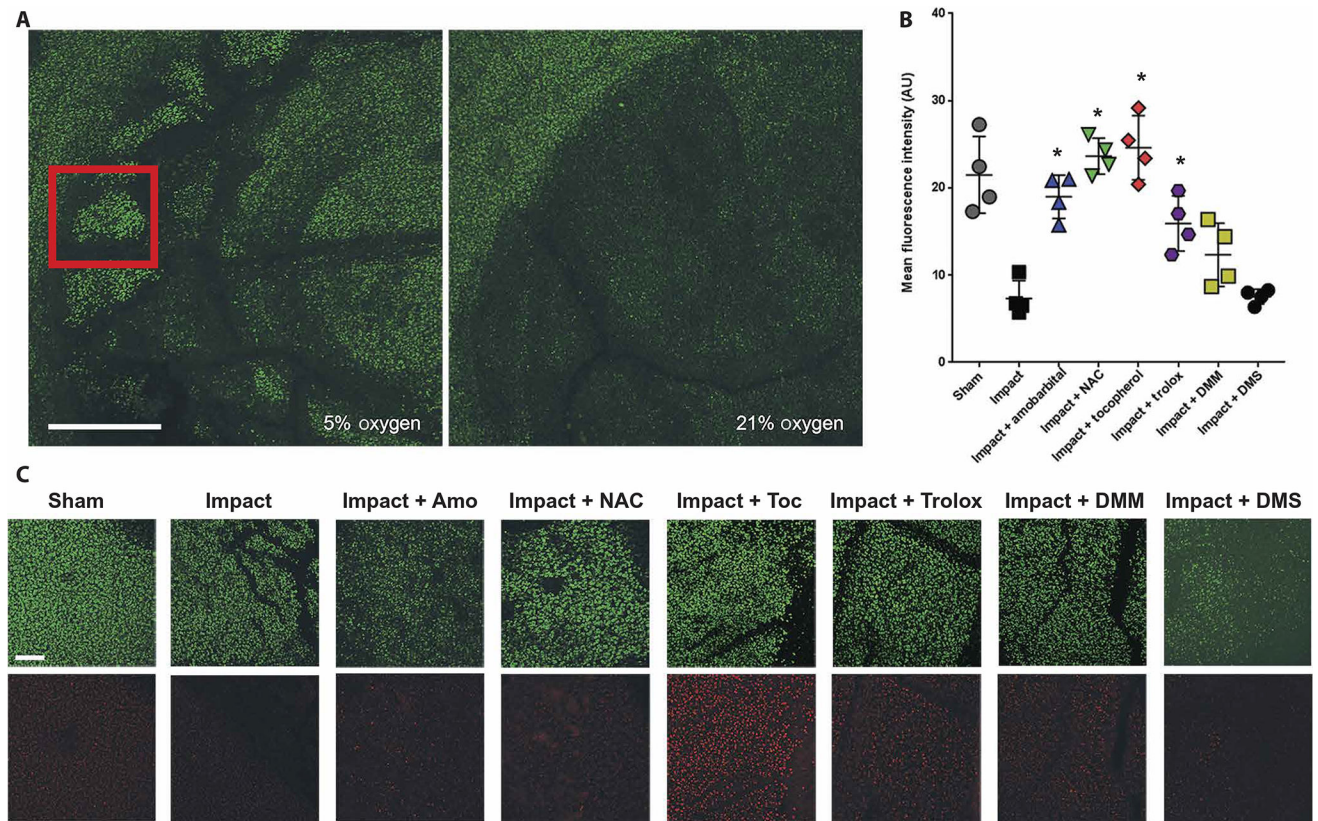 A
5% oxygen
21% oxygen
B
Mean fluorescence intensity (AU)
40
30
20
10
0
*
*
*
*
Sham
Impact
Impact + amobarbital
Impact + NAC
Impact + tocopherol
Impact + trolox
Impact + DMM
Impact + DMS
C
Sham
Impact
Impact + Amo
Impact + NAC
Impact + Toc
Impact + Trolox
Impact + DMM
Impact + DMS